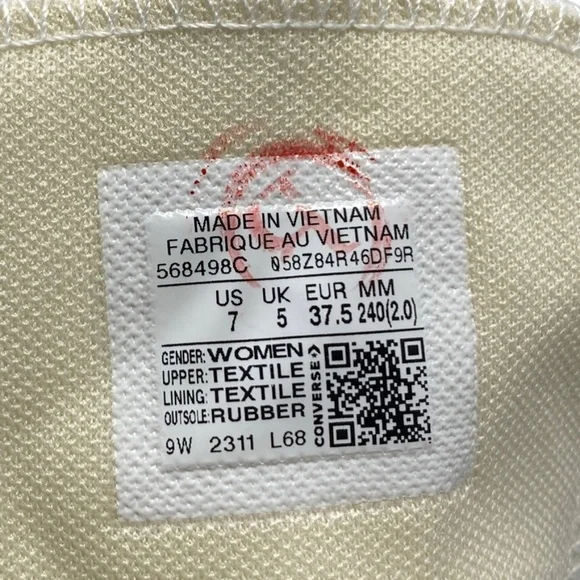 MADE IN VIETNAM
FABRIQUE AU VIETNAM
568498C 058Z84R46DF9R
US UK EUR MM
7 5 37.5 240(2.0)
GENDER: WOMEN
UPPER: TEXTILE
LINING: TEXTILE
OUTSOLE: RUBBER
CONVERSE
9W 2311 L68